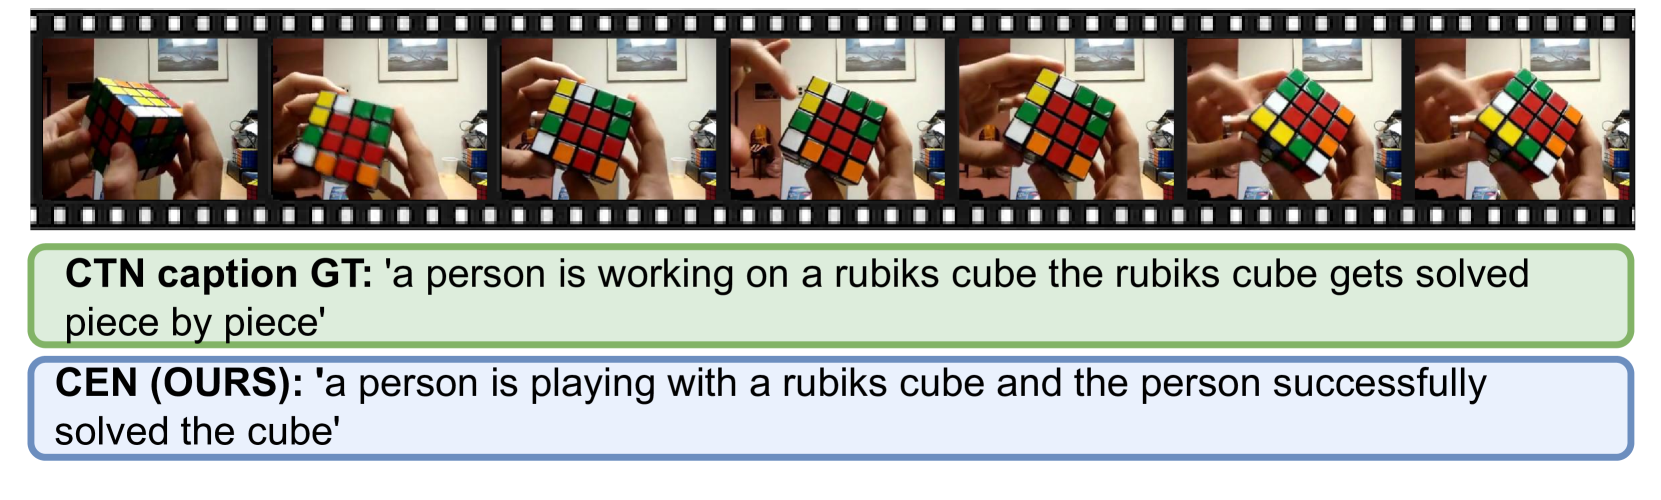 CTN caption GT: 'a person is working on a rubiks cube the rubiks cube gets solved
piece by piece'
CEN (OURS): 'a person is playing with a rubiks cube and the person successfully
solved the cube'